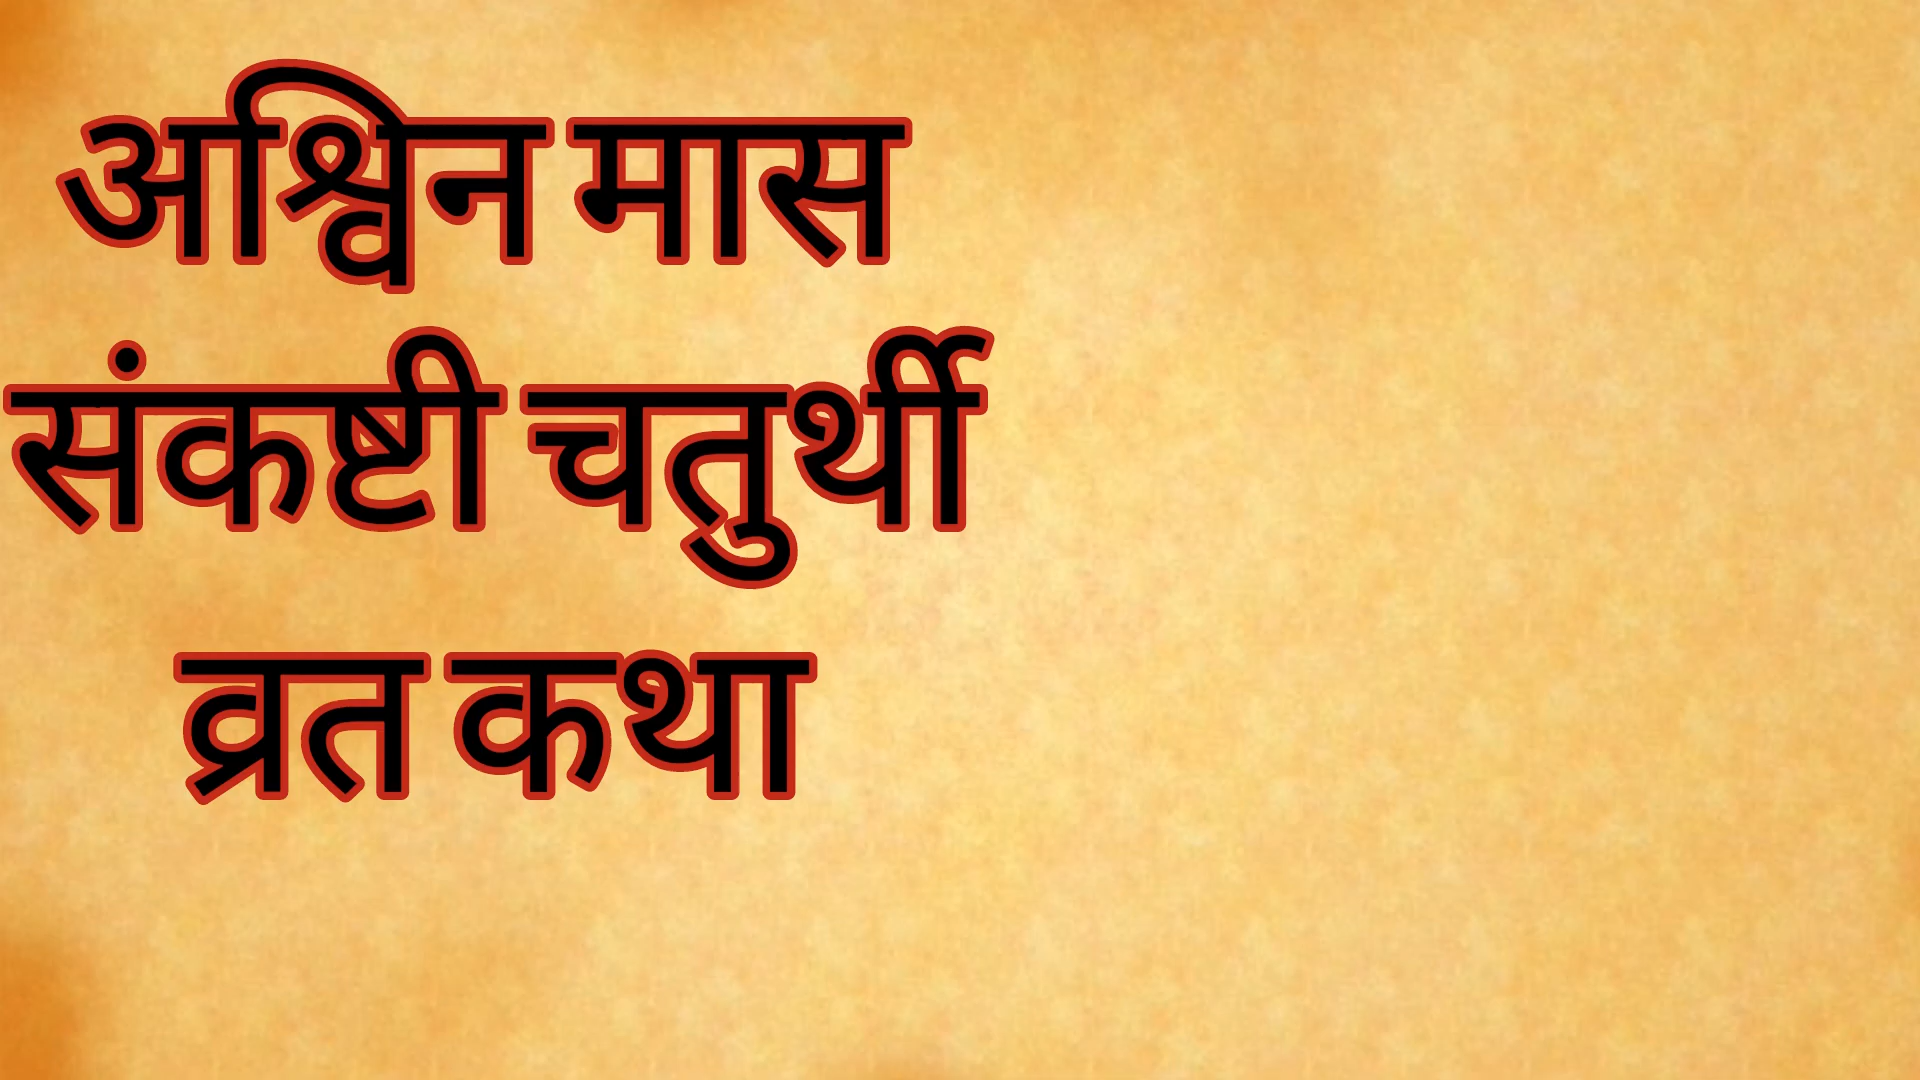 अश्विन मास
संकष्टी चतुर्थी
व्रत कथा